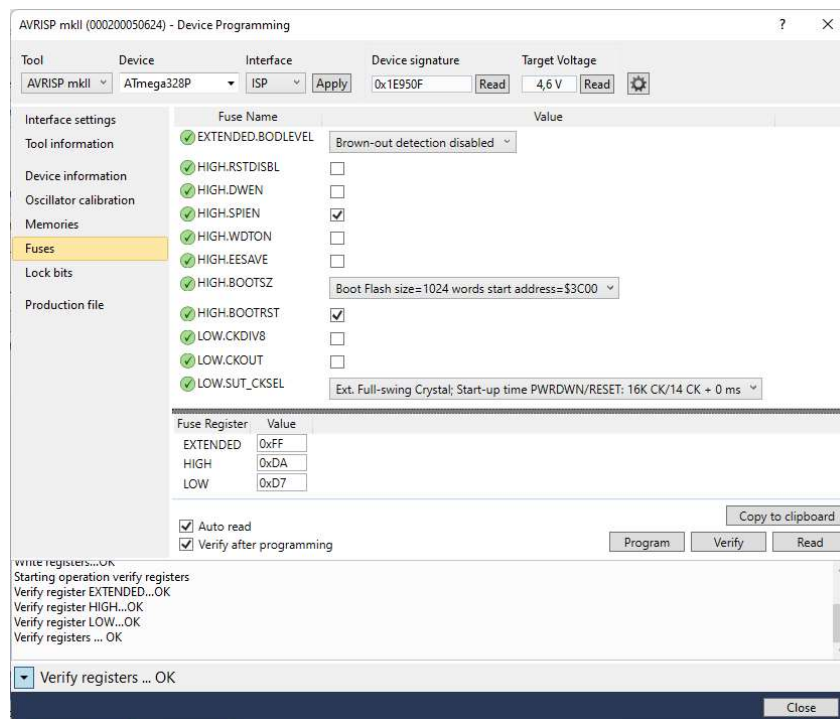 AVRISP mkII (000200050624) - Device Programming
? X
Tool Device Interface Device signature Target Voltage
AVRISP mkII ATmega328P ISP Apply 0x1E950F Read 4,6 V Read
Interface settings
Tool information
Device information
Oscillator calibration
Memories
Fuses
Lock bits
Production file
Fuse Name Value
EXTENDED.BODLEVEL Brown-out detection disabled
HIGH.RSTDISBL
HIGH.DWEN
HIGH.SPIEN
HIGH.WDTON
HIGH.EESAVE
HIGH.BOOTSZ Boot Flash size=1024 words start address=$3C00
HIGH.BOOTRST
LOW.CKDIV8
LOW.CKOUT
LOW.SUT_CKSEL Ext. Full-swing Crystal; Start-up time PWRDWN/RESET: 16K CK/14 CK + 0 ms
Fuse Register Value
EXTENDED 0xFF
HIGH 0xDA
LOW 0xD7
Copy to clipboard
Auto read
Verify after programming
Program Verify Read
Write registers...OK
Starting operation verify registers
Verify register EXTENDED...OK
Verify register HIGH...OK
Verify register LOW...OK
Verify registers ... OK
Verify registers ... OK
Close